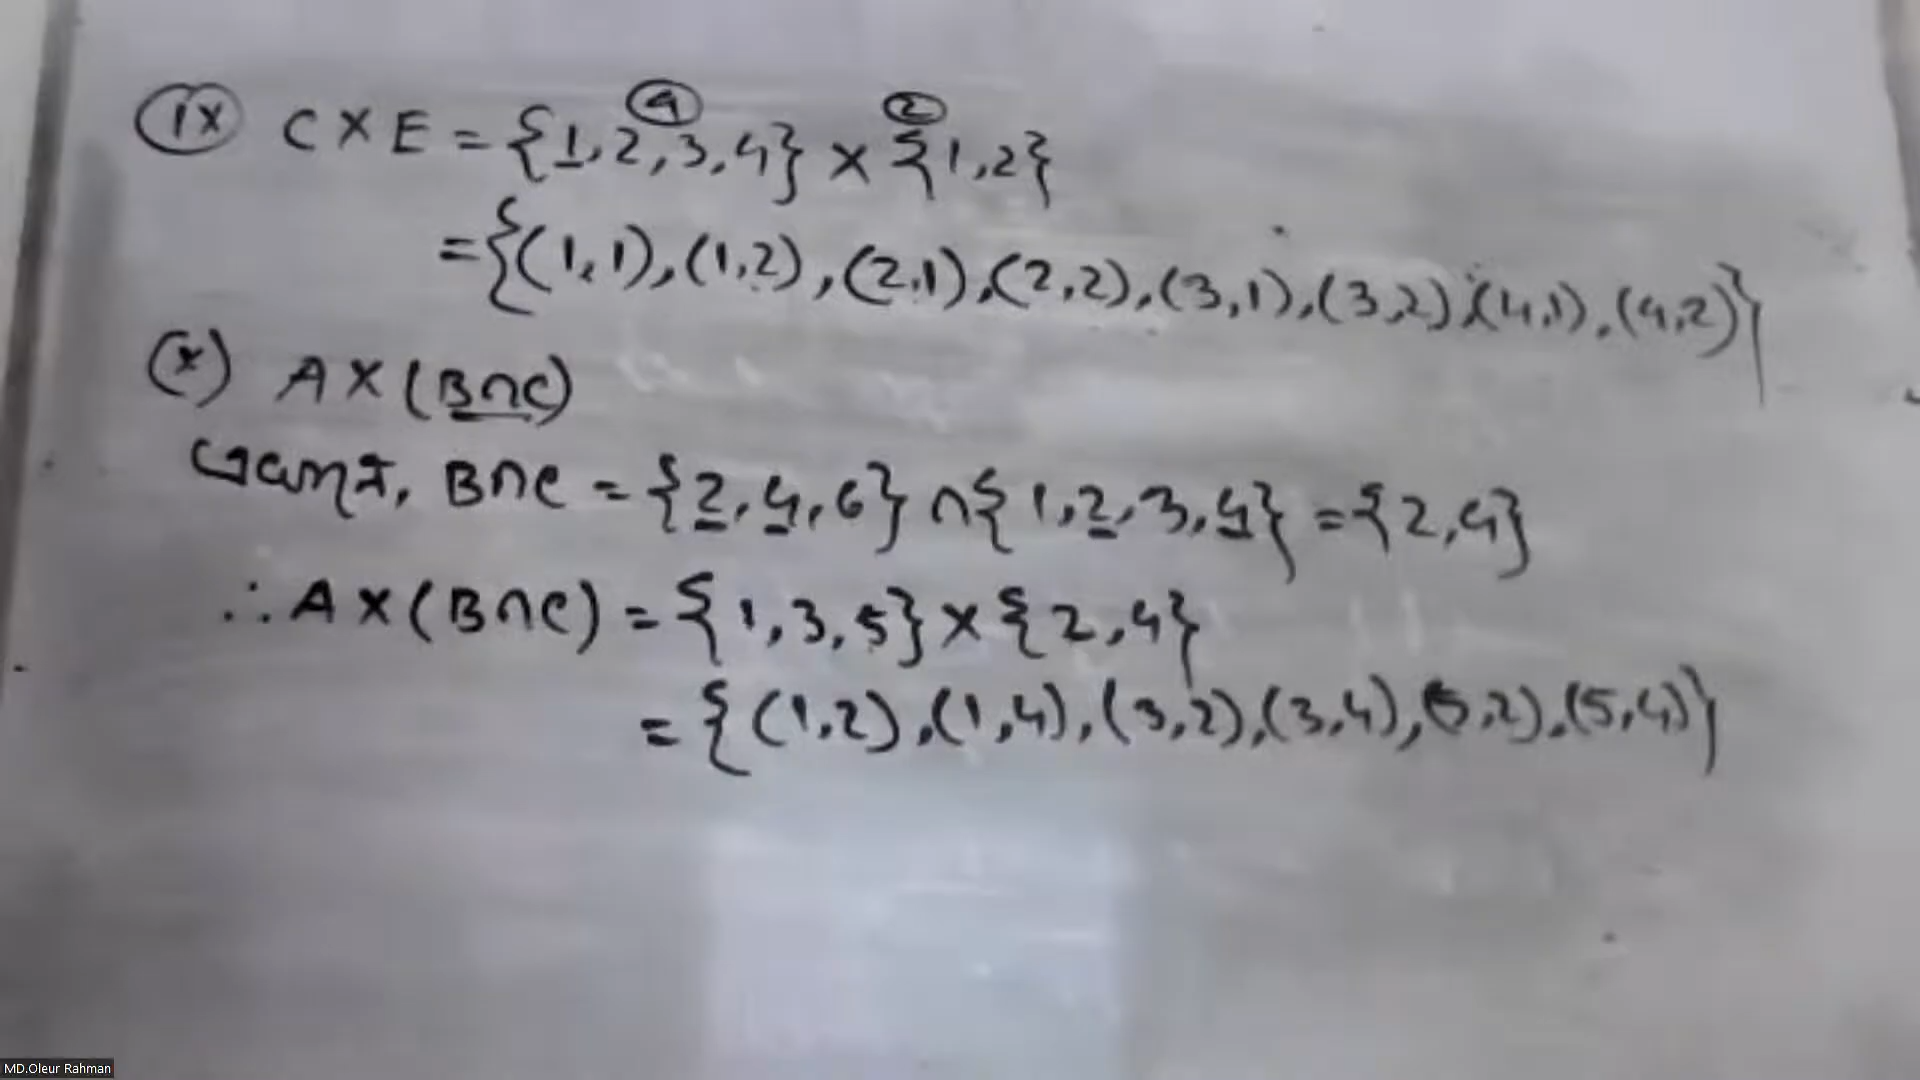 (ix) C×E = {1,2,3,4} × {1,2}
④ ②
= {(1,1),(1,2),(2,1),(2,2),(3,1),(3,2),(4,1),(4,2)}
(x) A×(B∩C)
B∩C = {2,4,6} ∩ {1,2,3,4} = {2,4}
∴ A×(B∩C) = {1,3,5} × {2,4}
= {(1,2),(1,4),(3,2),(3,4),(5,2),(5,4)}
MD.Oleur Rahman